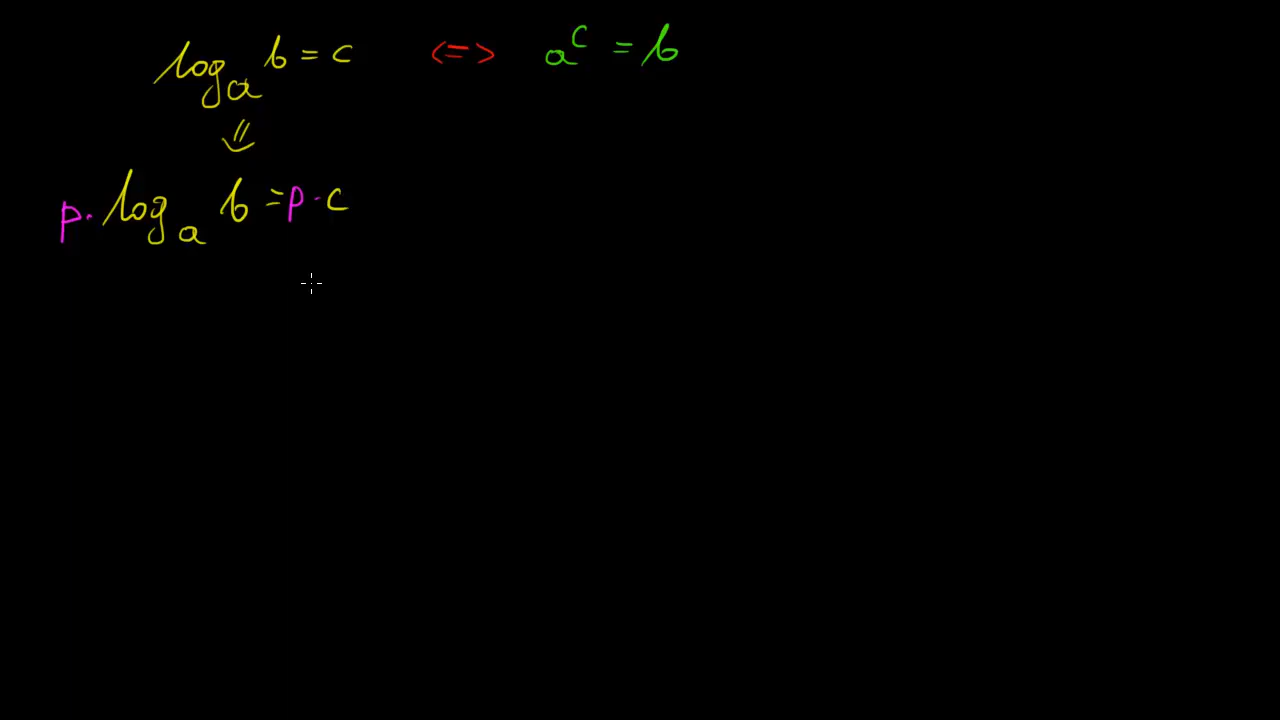 log_a b = c <=> a^c = b
⇓
p · log_a b = p · c